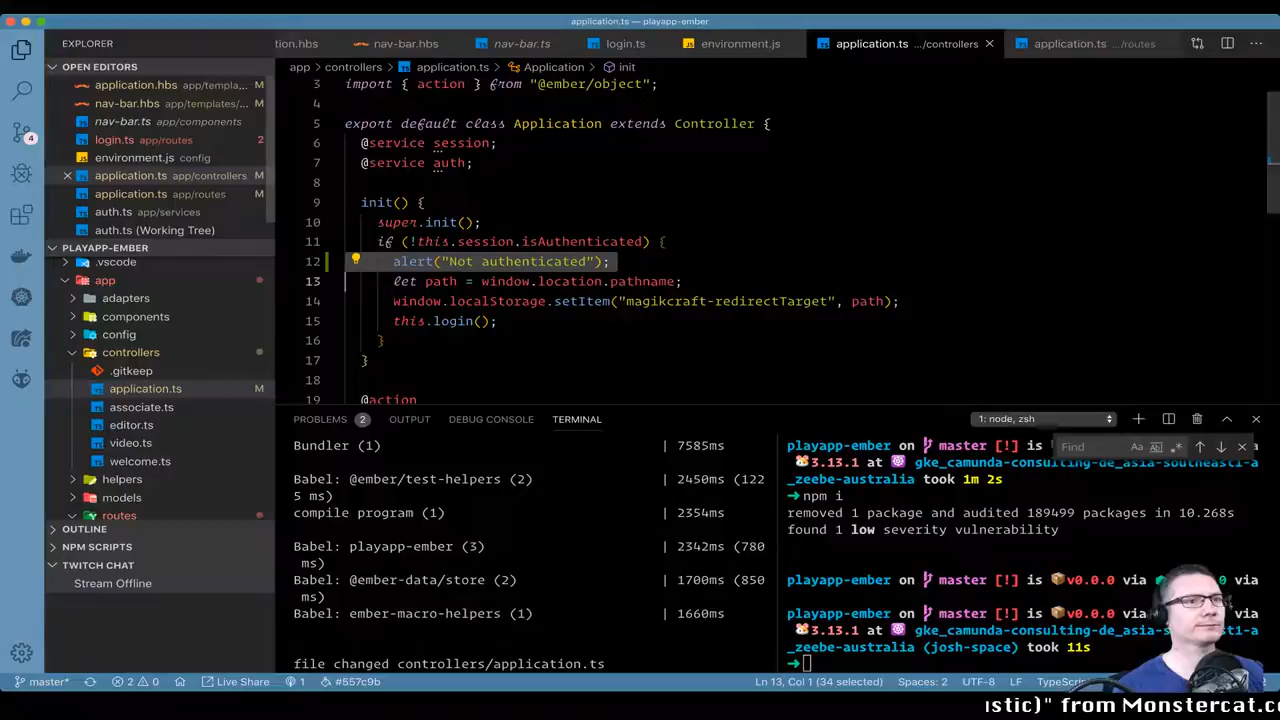 application.ts — playapp-ember
EXPLORER
tion.hbs
nav-bar.hbs
nav-bar.ts
login.ts
environment.js
application.ts .../controllers
application.ts .../routes
OPEN EDITORS
application.hbs app/templa... M
nav-bar.hbs app/templates/... M
nav-bar.ts app/components
login.ts app/routes 2
environment.js config
application.ts app/controllers M
application.ts app/routes M
auth.ts app/services
auth.ts (Working Tree)
4
PLAYAPP-EMBER
.vscode
app
adapters
components
config
controllers
.gitkeep
application.ts M
associate.ts
editor.ts
video.ts
welcome.ts
helpers
models
routes
OUTLINE
NPM SCRIPTS
TWITCH CHAT
Stream Offline
app > controllers > application.ts > Application > init
3 import { action } from "@ember/object";
4
5 export default class Application extends Controller {
6 @service session;
7 @service auth;
8
9 init() {
10 super.init();
11 if (!this.session.isAuthenticated) {
12 alert("Not authenticated");
13 let path = window.location.pathname;
14 window.localStorage.setItem("magikcraft-redirectTarget", path);
15 this.login();
16 }
17 }
18
19 @action
PROBLEMS 2 OUTPUT DEBUG CONSOLE TERMINAL
1: node, zsh
Find
Bundler (1) | 7585ms
Babel: @ember/test-helpers (2) | 2450ms (122
5 ms)
compile program (1) | 2354ms
Babel: playapp-ember (3) | 2342ms (780
ms)
Babel: @ember-data/store (2) | 1700ms (850
ms)
Babel: ember-macro-helpers (1) | 1660ms
file changed controllers/application.ts
playapp-ember on master [!] is
3.13.1 at gke_camunda-consulting-de_asia-southeast1-a
_zeebe-australia took 1m 2s
npm i
removed 1 package and audited 189499 packages in 10.268s
found 1 low severity vulnerability
playapp-ember on master [!] is v0.0.0 via 0 via
playapp-ember on master [!] is v0.0.0 via via
3.13.1 at gke_camunda-consulting-de_asia-s st1-a
_zeebe-australia (josh-space) took 11s
master* 2 0 Live Share 1 #557c9b
Ln 13, Col 1 (34 selected) Spaces: 2 UTF-8 LF TypeScri
istic)" from Monstercat.c